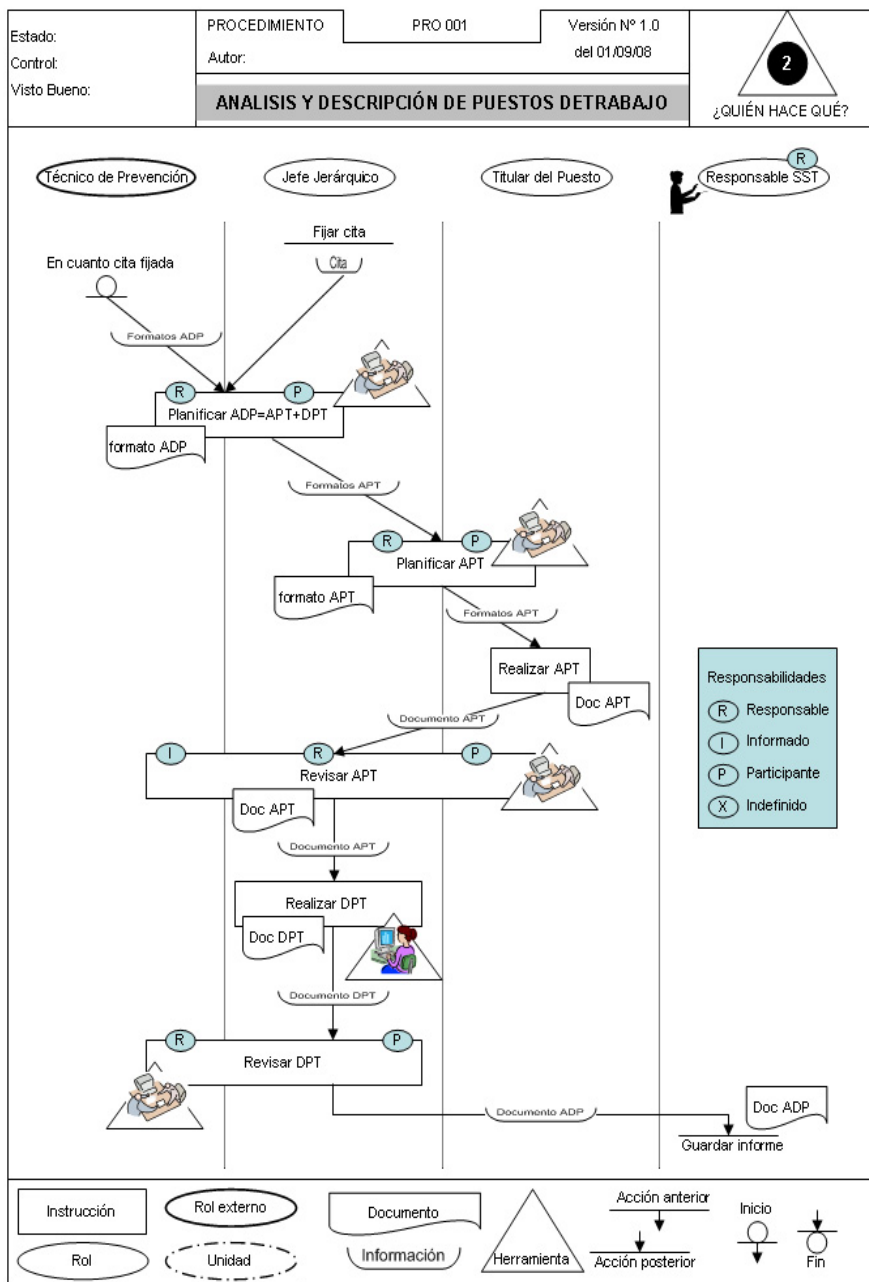 Estado:
Control:
Visto Bueno:
PROCEDIMIENTO
PRO 001
Versión Nº 1.0
del 01/09/08
Autor:
ANALISIS Y DESCRIPCIÓN DE PUESTOS DETRABAJO
2
¿QUIÉN HACE QUÉ?
Técnico de Prevención
Jefe Jerárquico
Titular del Puesto
R
Responsable SST
Fijar cita
Cita
En cuanto cita fijada
Formatos ADP
R
P
Planificar ADP=APT+DPT
formato ADP
Formatos APT
R
P
Planificar APT
formato APT
Formatos APT
Realizar APT
Doc APT
Documento APT
I
R
P
Revisar APT
Doc APT
Documento APT
Realizar DPT
Doc DPT
Documento DPT
R
P
Revisar DPT
Documento ADP
Doc ADP
Guardar informe
Responsabilidades
R Responsable
I Informado
P Participante
X Indefinido
Instrucción
Rol externo
Rol
Unidad
Documento
Información
Herramienta
Acción anterior
Acción posterior
Inicio
Fin